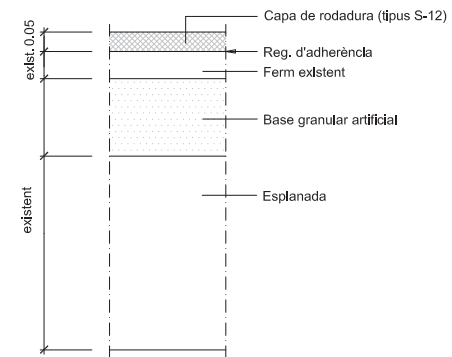 Capa de rodadura (tipus S-12)
Reg. d'adherència
Ferm existent
Base granular artificial
Esplanada
exist. 0.05
existent